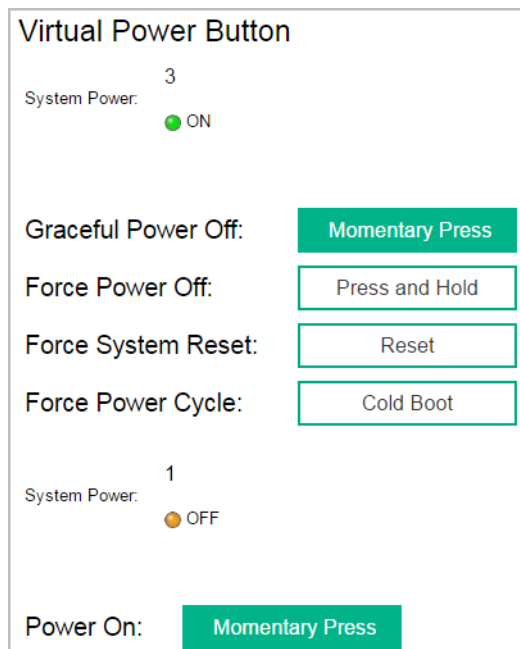 Virtual Power Button
3
System Power:
ON
Graceful Power Off: Momentary Press
Force Power Off: Press and Hold
Force System Reset: Reset
Force Power Cycle: Cold Boot
1
System Power:
OFF
Power On: Momentary Press